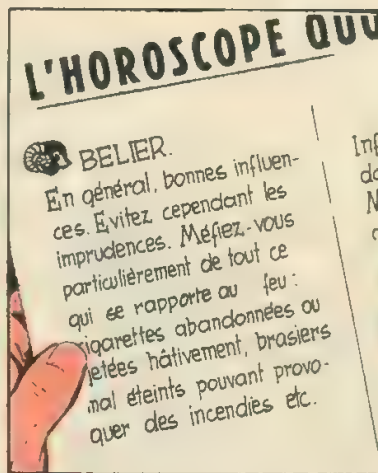 L'HOROSCOPE QUO
BELIER.
En général, bonnes influen-
ces. Evitez cependant les
imprudences. Méfiez-vous
particulièrement de tout ce
qui se rapporte au feu :
cigarettes abandonnées ou
jetées hâtivement, brasiers
mal éteints pouvant provo-
quer des incendies etc.
Inf
da
N